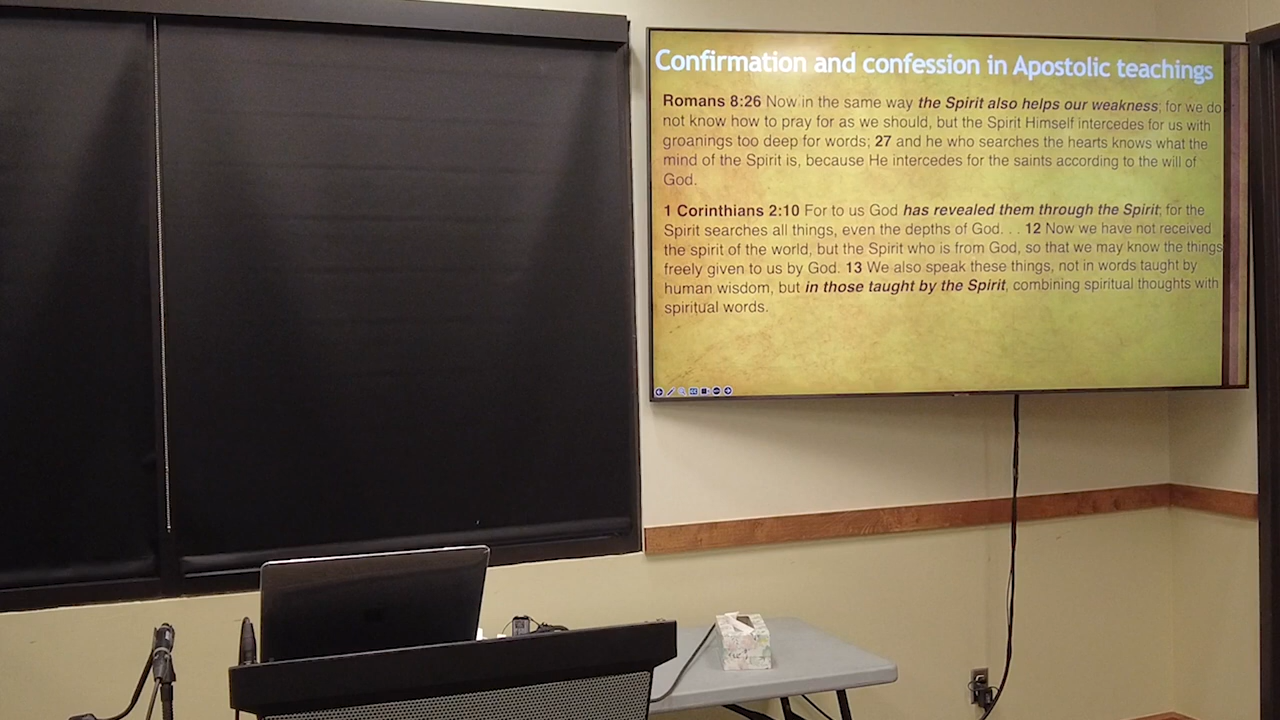 Confirmation and confession in Apostolic teachings
Romans 8:26 Now in the same way the Spirit also helps our weakness; for we do
not know how to pray for as we should, but the Spirit Himself intercedes for us with
groanings too deep for words; 27 and he who searches the hearts knows what the
mind of the Spirit is, because He intercedes for the saints according to the will of
God.
1 Corinthians 2:10 For to us God has revealed them through the Spirit; for the
Spirit searches all things, even the depths of God. . . 12 Now we have not received
the spirit of the world, but the Spirit who is from God, so that we may know the things
freely given to us by God. 13 We also speak these things, not in words taught by
human wisdom, but in those taught by the Spirit, combining spiritual thoughts with
spiritual words.